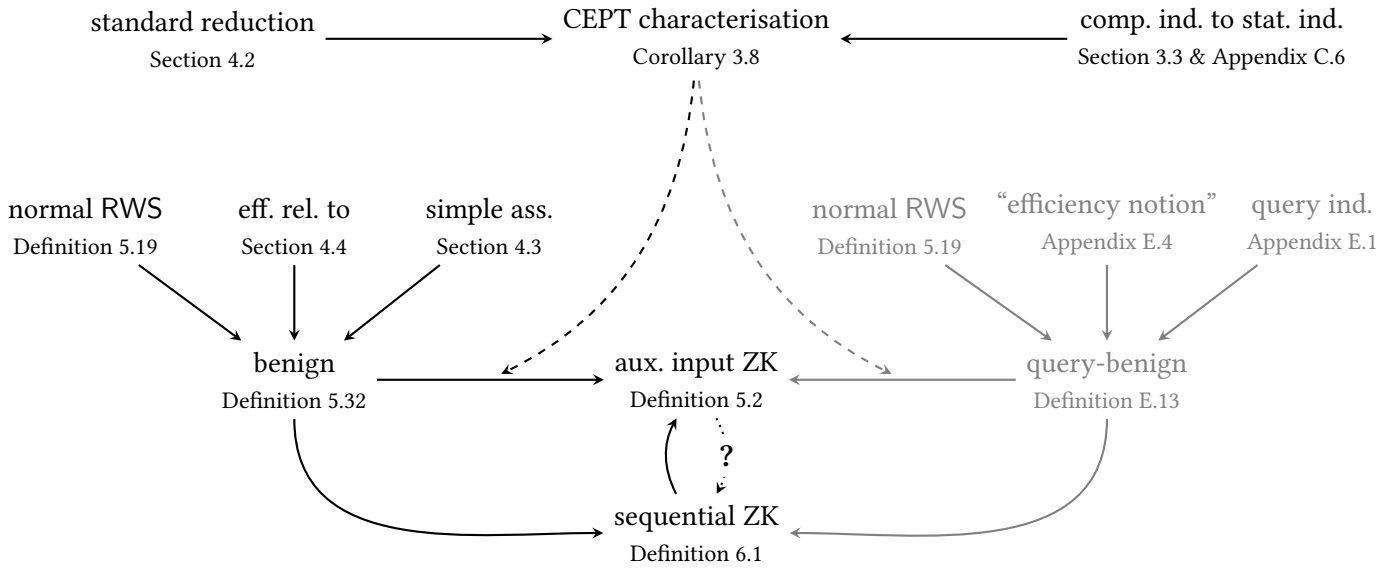 standard reduction
Section 4.2
CEPT characterisation
Corollary 3.8
comp. ind. to stat. ind.
Section 3.3 & Appendix C.6
normal RWS
Definition 5.19
eff. rel. to
Section 4.4
simple ass.
Section 4.3
normal RWS
Definition 5.19
“efficiency notion”
Appendix E.4
query ind.
Appendix E.1
benign
Definition 5.32
aux. input ZK
Definition 5.2
query-benign
Definition E.13
?
sequential ZK
Definition 6.1